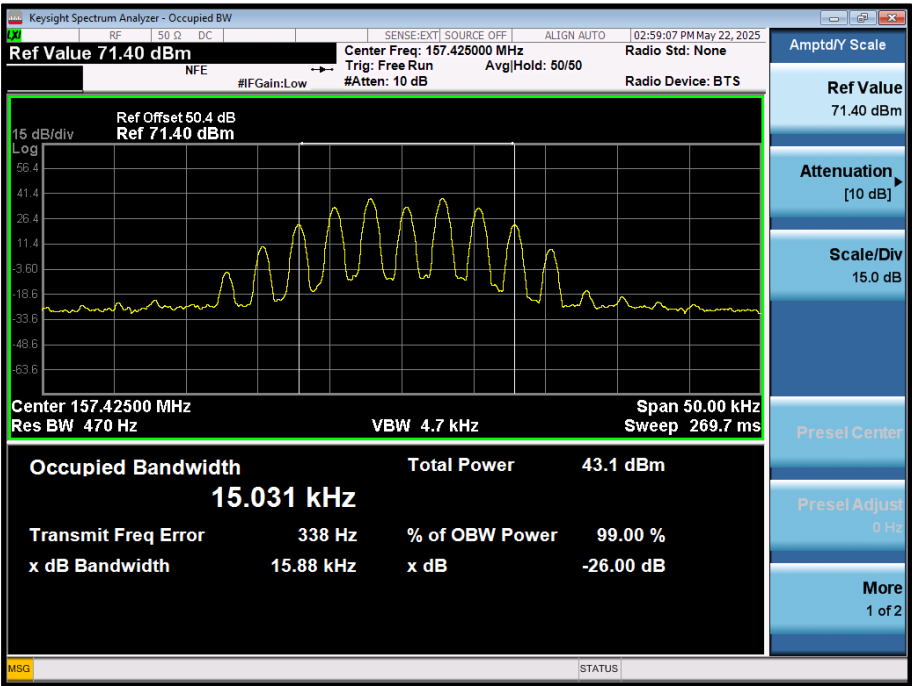 Keysight Spectrum Analyzer - Occupied BW
LXI RF 50 Ω DC SENSE:EXT SOURCE OFF ALIGN AUTO 02:59:07 PM May 22, 2025
Ref Value 71.40 dBm
NFE
#IFGain:Low
Center Freq: 157.425000 MHz
Trig: Free Run Avg|Hold: 50/50
#Atten: 10 dB
Radio Std: None
Radio Device: BTS
Ref Offset 50.4 dB
15 dB/div Ref 71.40 dBm
Log
56.4
41.4
26.4
11.4
-3.60
-18.6
-33.6
-48.6
-63.6
Center 157.42500 MHz Span 50.00 kHz
Res BW 470 Hz VBW 4.7 kHz Sweep 269.7 ms
Occupied Bandwidth Total Power 43.1 dBm
15.031 kHz
Transmit Freq Error 338 Hz % of OBW Power 99.00 %
x dB Bandwidth 15.88 kHz x dB -26.00 dB
MSG STATUS
Amptd/Y Scale
Ref Value
71.40 dBm
Attenuation
[10 dB]
Scale/Div
15.0 dB
Presel Center
Presel Adjust
0 Hz
More
1 of 2